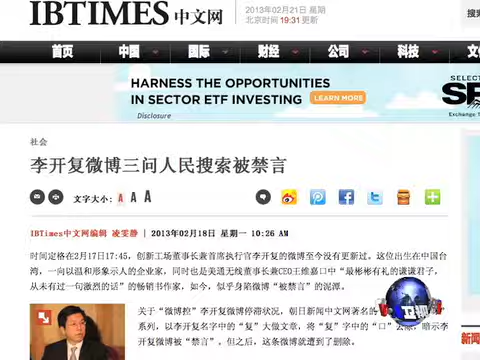 IBTIMES中文网
2013年02月21日 星期
北京时间 19:31 更新
搜索
首页 中国 国际 财经 公司 科技
HARNESS THE OPPORTUNITIES
IN SECTOR ETF INVESTING LEARN MORE
Disclosure
SELECT
SP
Exchange T
社会
李开复微博三问人民搜索被禁言
文字大小: A A A
IBTimes中文网编辑 凌雯静 | 2013年02月18日 星期一 10:26 AM
时间定格在2月17日17:45，创新工场董事长兼首席执行官李开复的微博至今没有更新过。这位出生在中国台
湾，一向以温和形象示人的企业家，同时也是美通无线董事长兼CEO王维嘉口中“最彬彬有礼的谦谦君子，
从未有过一句激烈的话”的畅销书作家，如今，似乎身陷微博“被禁言”的泥潭。
关于“微博控”李开复微博停滞状况，朝日新闻中文网著名的
系列，以李开复名字中的“复”大做文章，将“复”字中的“口”去除，暗示李
开复微博被“禁言”。但之后，这条微博就遭到了删除。
新闻